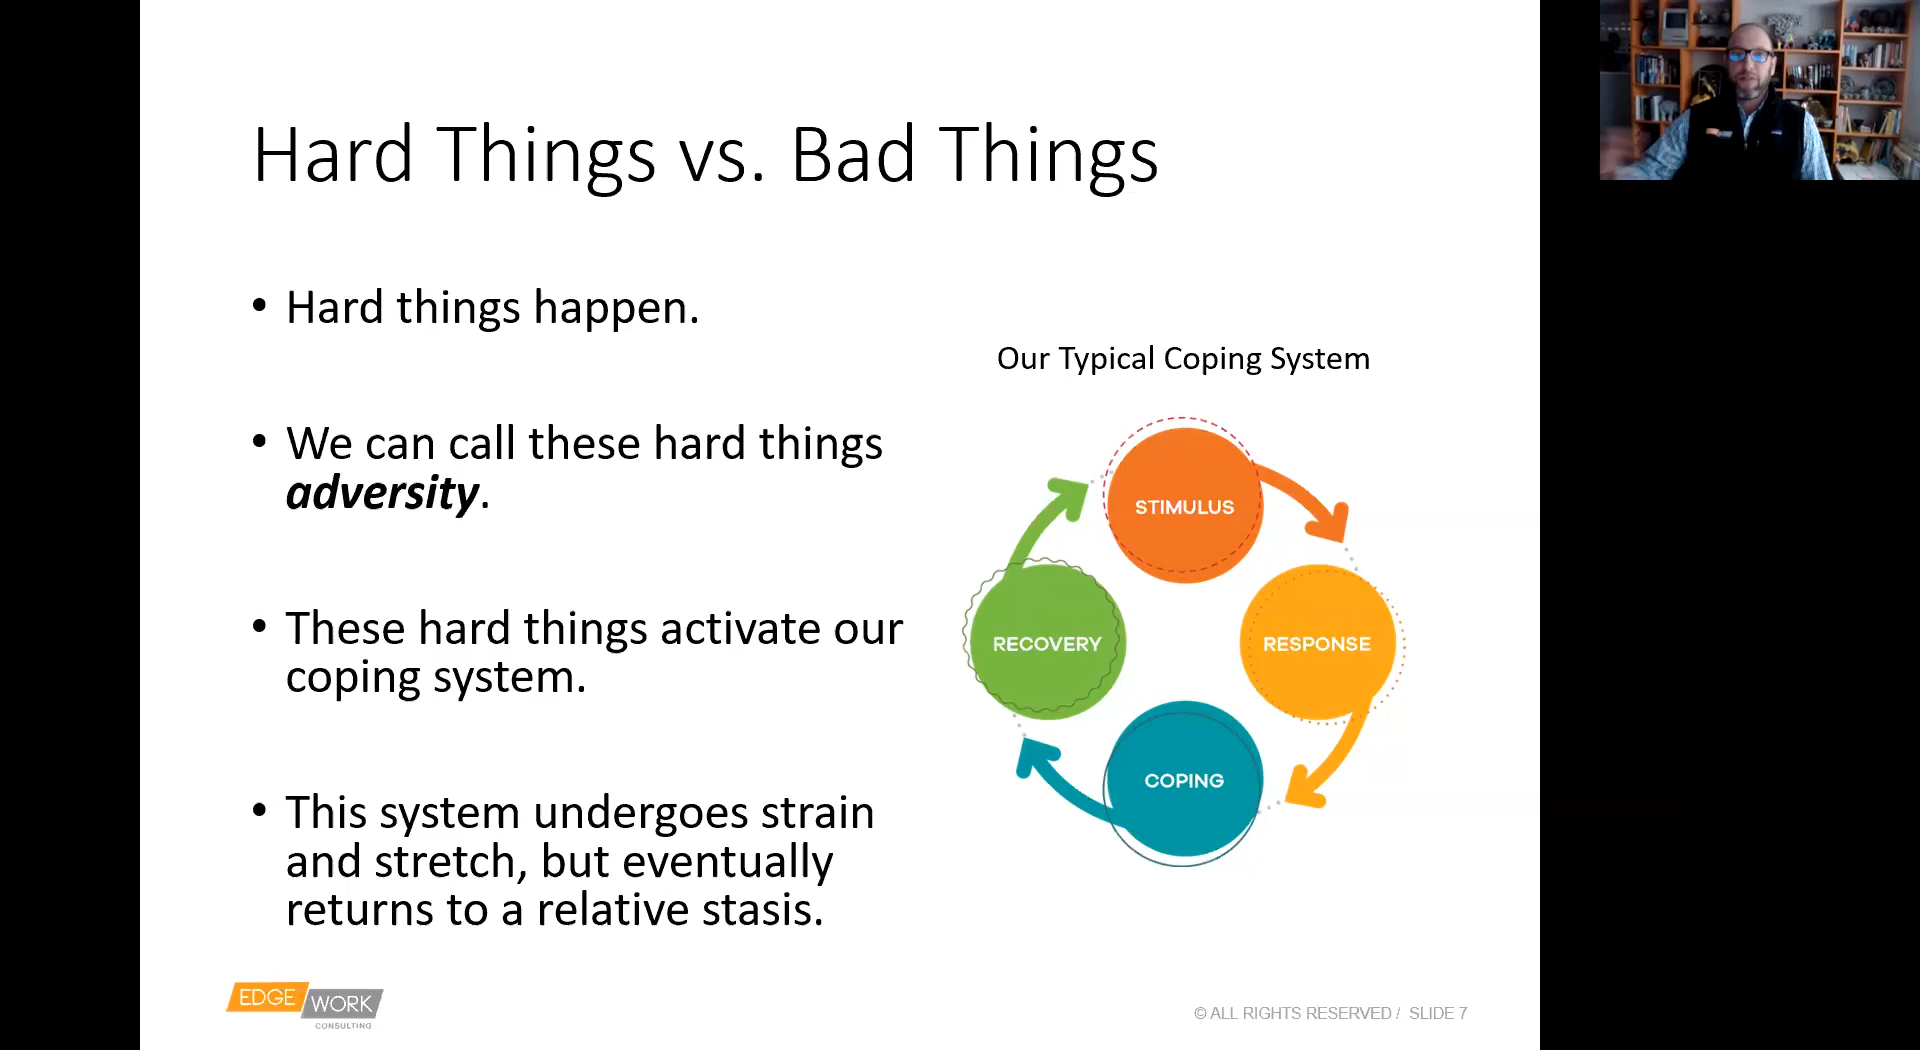 Hard Things vs. Bad Things
• Hard things happen.
• We can call these hard things
adversity.
• These hard things activate our
coping system.
• This system undergoes strain
and stretch, but eventually
returns to a relative stasis.
Our Typical Coping System
STIMULUS
RESPONSE
COPING
RECOVERY
EDGE WORK
CONSULTING
© ALL RIGHTS RESERVED / SLIDE 7